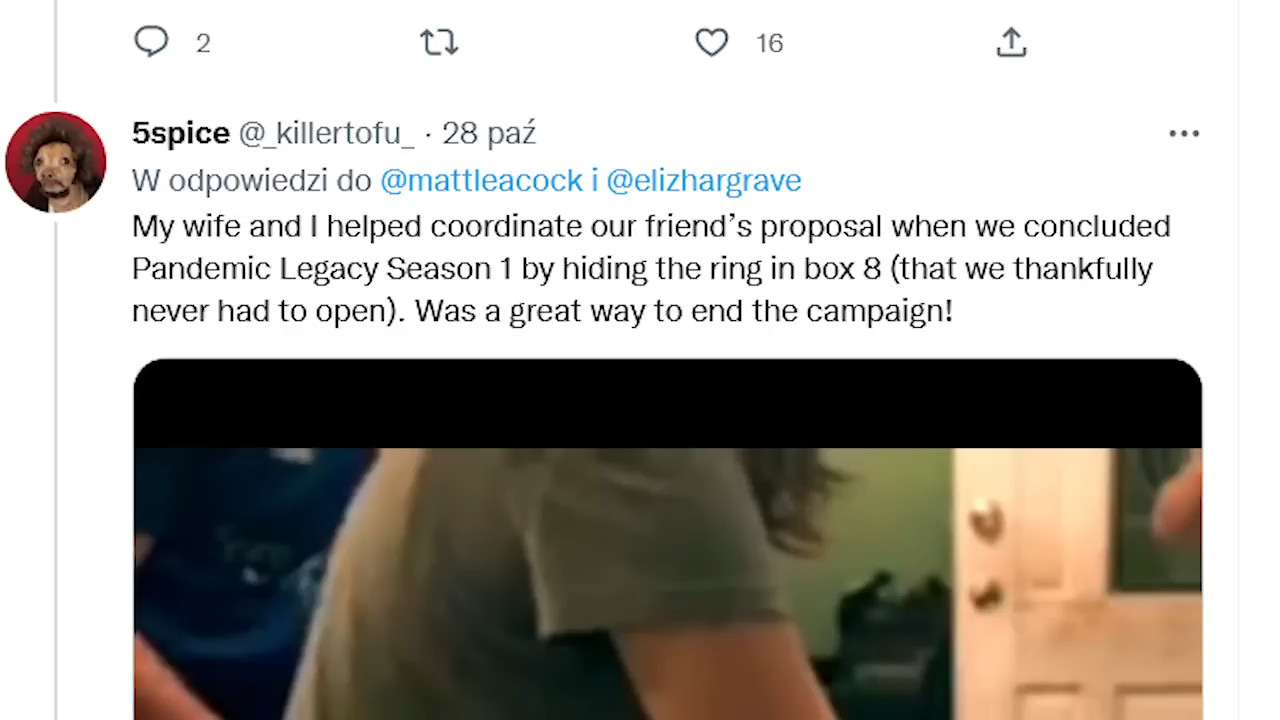 2
16
5spice @_killertofu_ · 28 paź
W odpowiedzi do @mattleacock i @elizhargrave
My wife and I helped coordinate our friend’s proposal when we concluded
Pandemic Legacy Season 1 by hiding the ring in box 8 (that we thankfully
never had to open). Was a great way to end the campaign!